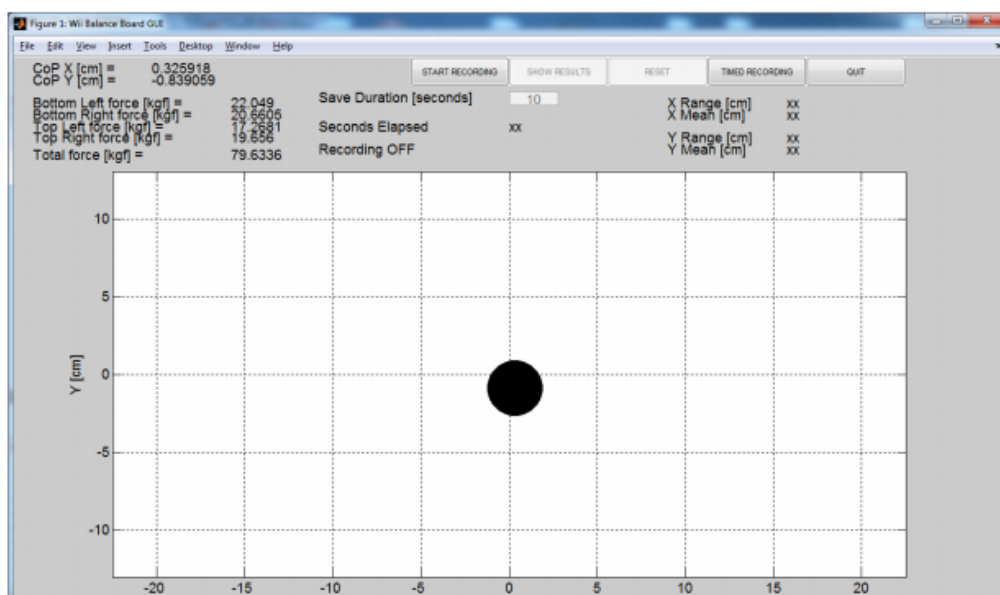 Figure 1: Wii Balance Board GUI
File Edit View Insert Tools Desktop Window Help
CoP X [cm] = 0.325918
CoP Y [cm] = -0.839059
START RECORDING SHOW RESULTS RESET TIMED RECORDING QUIT
Bottom Left force [kgf] = 22.049
Bottom Right force [kgf] = 20.6605
Top Left force [kgf] = 17.2681
Top Right force [kgf] = 19.656
Total force [kgf] = 79.6336
Save Duration [seconds] 10
Seconds Elapsed xx
Recording OFF
X Range [cm] xx
X Mean [cm] xx
Y Range [cm] xx
Y Mean [cm] xx
10
5
0
-5
-10
Y [cm]
-20 -15 -10 -5 0 5 10 15 20